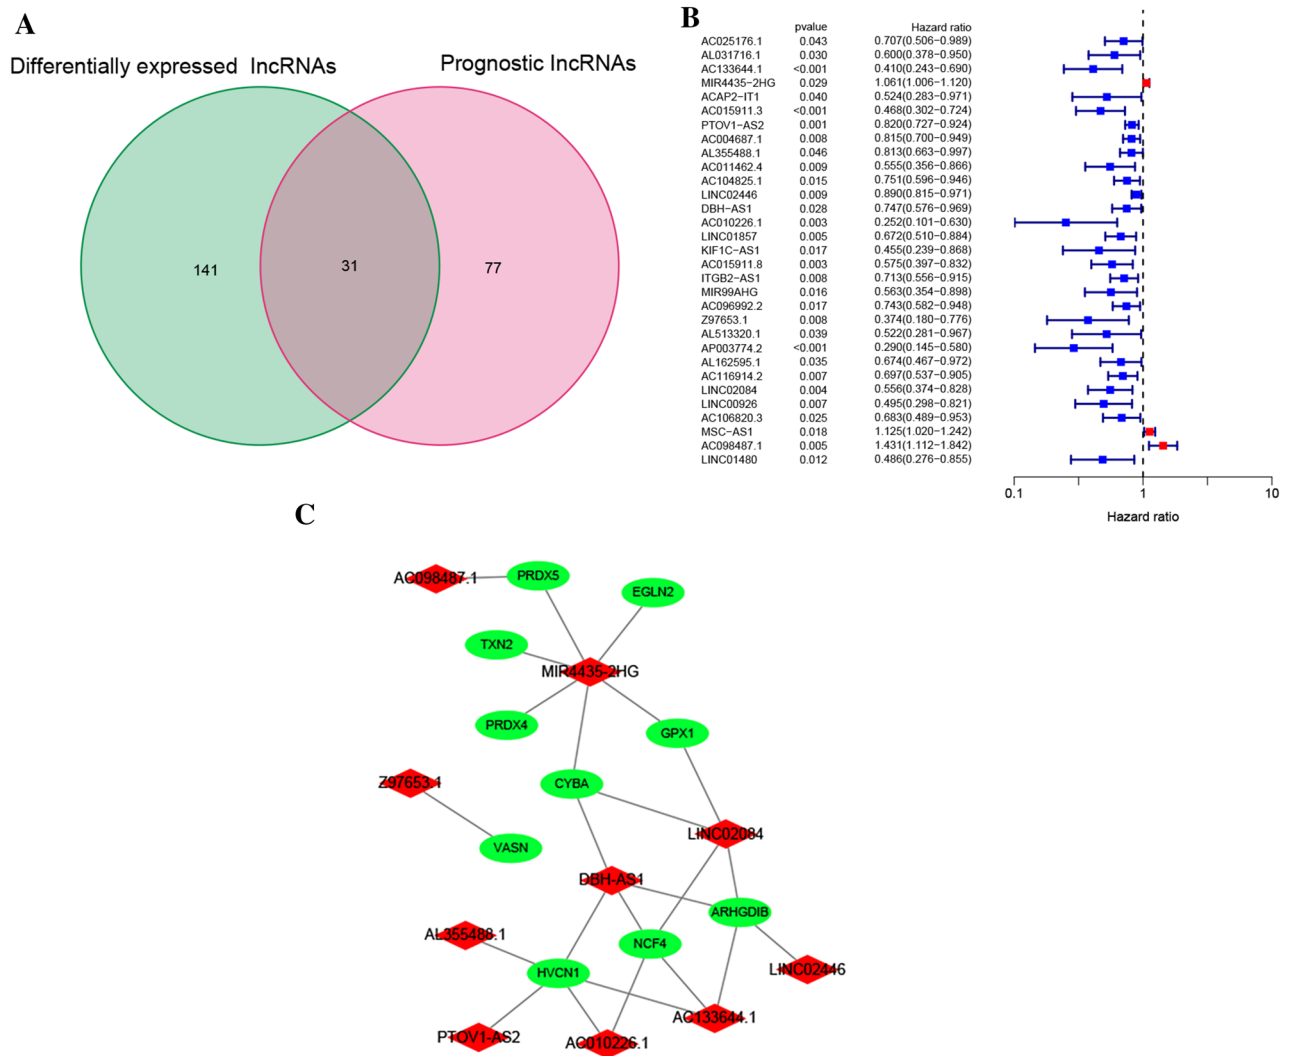 A
Differentially expressed lncRNAs
Prognostic lncRNAs
141
31
77
B
pvalue Hazard ratio
AC025176.1 0.043 0.707(0.506−0.989)
AL031716.1 0.030 0.600(0.378−0.950)
AC133644.1 <0.001 0.410(0.243−0.690)
MIR4435−2HG 0.029 1.061(1.006−1.120)
ACAP2−IT1 0.040 0.524(0.283−0.971)
AC015911.3 <0.001 0.468(0.302−0.724)
PTOV1−AS2 0.001 0.820(0.727−0.924)
AC004687.1 0.008 0.815(0.700−0.949)
AL355488.1 0.046 0.813(0.663−0.997)
AC011462.4 0.009 0.555(0.356−0.866)
AC104825.1 0.015 0.751(0.596−0.946)
LINC02446 0.009 0.890(0.815−0.971)
DBH−AS1 0.028 0.747(0.576−0.969)
AC010226.1 0.003 0.252(0.101−0.630)
LINC01857 0.005 0.672(0.510−0.884)
KIF1C−AS1 0.017 0.455(0.239−0.868)
AC015911.8 0.003 0.575(0.397−0.832)
ITGB2−AS1 0.008 0.713(0.556−0.915)
MIR99AHG 0.016 0.563(0.354−0.898)
AC096992.2 0.017 0.743(0.582−0.948)
Z97653.1 0.008 0.374(0.180−0.776)
AL513320.1 0.039 0.522(0.281−0.967)
AP003774.2 <0.001 0.290(0.145−0.580)
AL162595.1 0.035 0.674(0.467−0.972)
AC116914.2 0.007 0.697(0.537−0.905)
LINC02084 0.004 0.556(0.374−0.828)
LINC00926 0.007 0.495(0.298−0.821)
AC106820.3 0.025 0.683(0.489−0.953)
MSC−AS1 0.018 1.125(1.020−1.242)
AC098487.1 0.005 1.431(1.112−1.842)
LINC01480 0.012 0.486(0.276−0.855)
0.1 1 10
Hazard ratio
C
AC098487.1
PRDX5
EGLN2
TXN2
MIR4435-2HG
PRDX4
GPX1
Z97653.1
CYBA
LINC02084
VASN
DBH-AS1
ARHGDIB
AL355488.1
NCF4
HVCN1
LINC02446
AC133644.1
PTOV1-AS2
AC010226.1